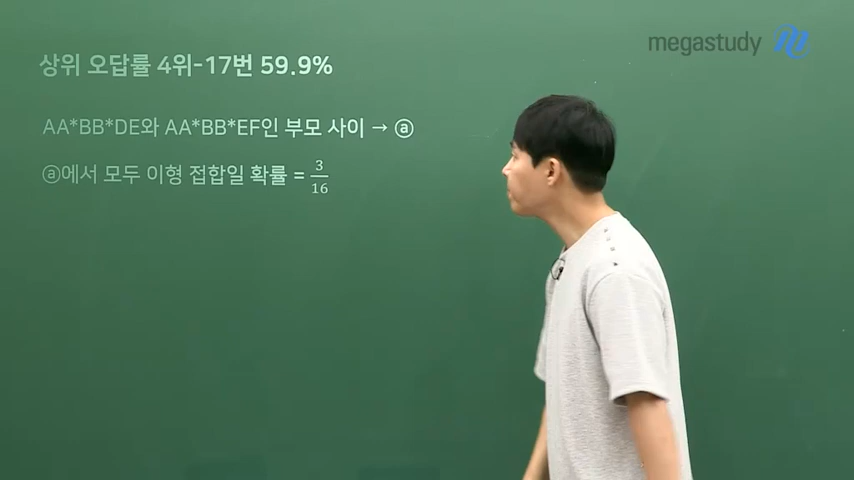 megastudy
상위 오답률 4위-17번 59.9%
AA*BB*DE와 AA*BB*EF인 부모 사이 → ⓐ
ⓐ에서 모두 이형 접합일 확률 = 3/16